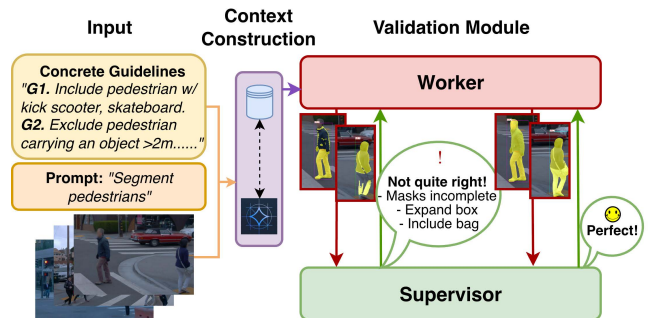 Input
Context
Construction
Validation Module
Concrete Guidelines
"G1. Include pedestrian w/
kick scooter, skateboard.
G2. Exclude pedestrian
carrying an object >2m......"
Prompt: "Segment
pedestrians"
Worker
!
Not quite right!
- Masks incomplete
- Expand box
- Include bag
Perfect!
Supervisor